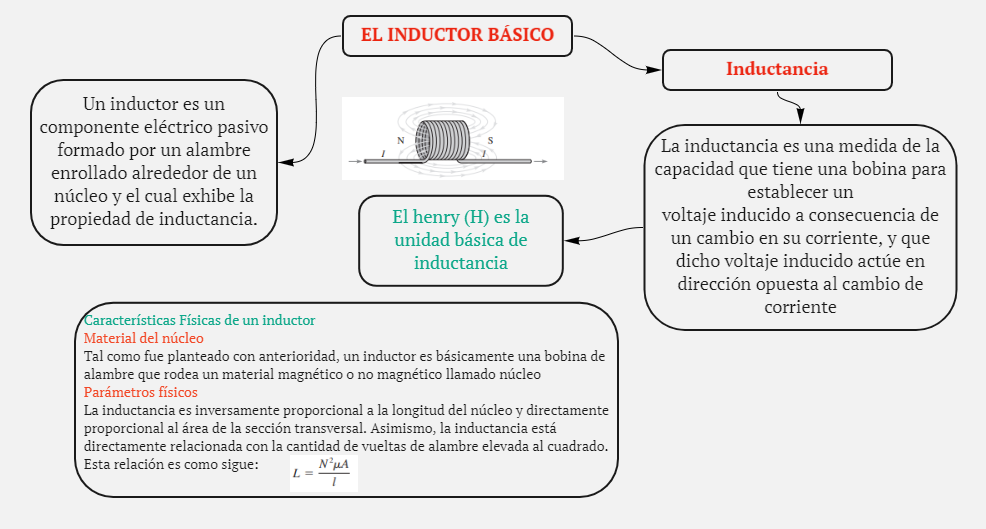 EL INDUCTOR BÁSICO
Inductancia
Un inductor es un
componente eléctrico pasivo
formado por un alambre
enrollado alrededor de un
núcleo y el cual exhibe la
propiedad de inductancia.
N S
I I
La inductancia es una medida de la
capacidad que tiene una bobina para
establecer un
voltaje inducido a consecuencia de
un cambio en su corriente, y que
dicho voltaje inducido actúe en
dirección opuesta al cambio de
corriente
El henry (H) es la
unidad básica de
inductancia
Características Físicas de un inductor
Material del núcleo
Tal como fue planteado con anterioridad, un inductor es básicamente una bobina de
alambre que rodea un material magnético o no magnético llamado núcleo
Parámetros físicos
La inductancia es inversamente proporcional a la longitud del núcleo y directamente
proporcional al área de la sección transversal. Asimismo, la inductancia está
directamente relacionada con la cantidad de vueltas de alambre elevada al cuadrado.
Esta relación es como sigue: L = N²μA / l